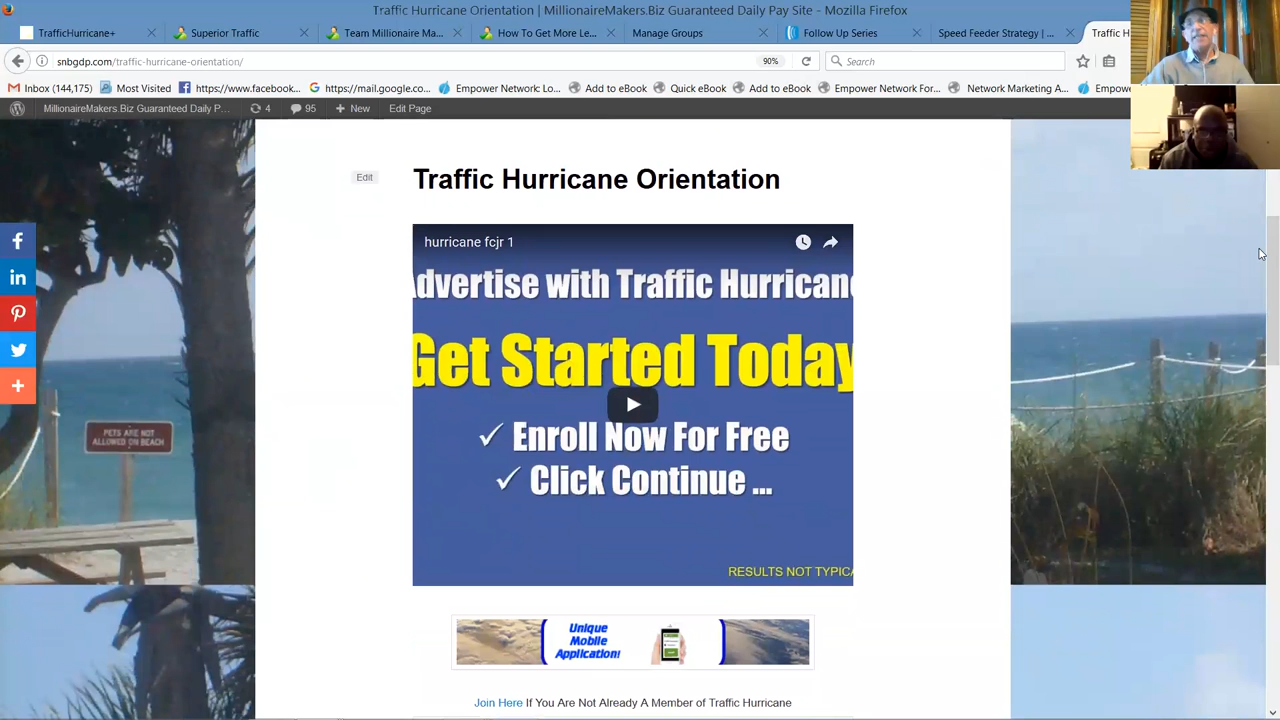 Traffic Hurricane Orientation | MillionaireMakers.Biz Guaranteed Daily Pay Site - Mozilla Firefox
TrafficHurricane+
Superior Traffic
Team Millionaire Ma...
How To Get More Le...
Manage Groups
Follow Up Series
Speed Feeder Strategy | ...
Traffic H
snbgdp.com/traffic-hurricane-orientation/
90%
Search
Inbox (144,175)
Most Visited
https://www.facebook...
https://mail.google.co...
Empower Network: Lo...
Add to eBook
Quick eBook
Add to eBook
Empower Network For...
Network Marketing A...
Empowe
MillionaireMakers.Biz Guaranteed Daily P...
4
95
New
Edit Page
Edit
Traffic Hurricane Orientation
hurricane fcjr 1
Advertise with Traffic Hurricane
Get Started Today
✓ Enroll Now For Free
✓ Click Continue ...
RESULTS NOT TYPICA
Unique
Mobile
Application!
Join Here If You Are Not Already A Member of Traffic Hurricane
PETS ARE NOT
ALLOWED ON BEACH